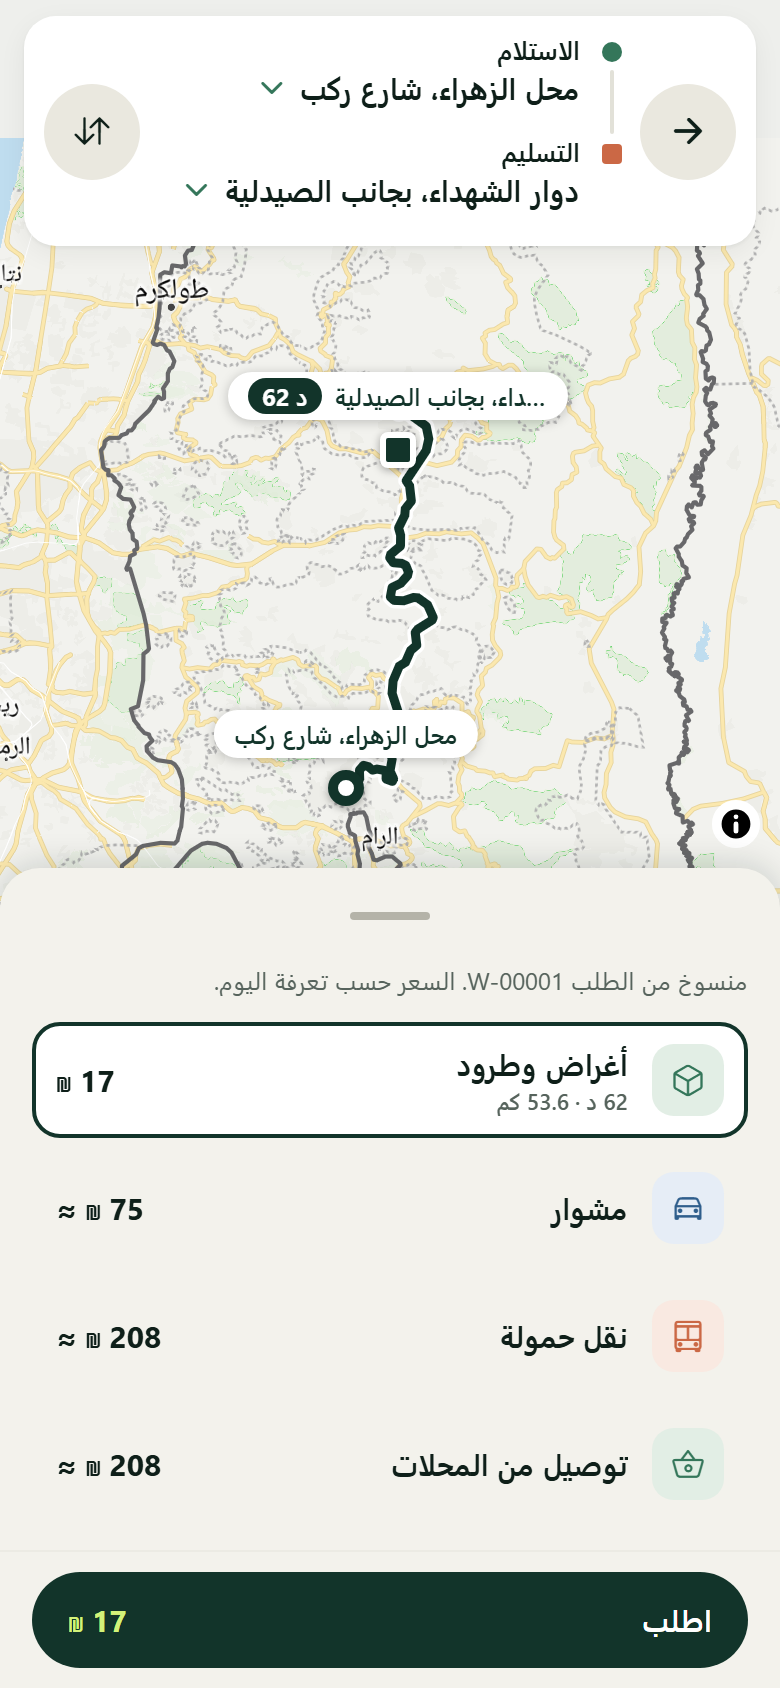 الاستلام
محل الزهراء، شارع ركب
التسليم
دوار الشهداء، بجانب الصيدلية
نتا
طولكرم
...داء، بجانب الصيدلية
62 د
محل الزهراء، شارع ركب
الرام
منسوخ من الطلب W-00001. السعر حسب تعرفة اليوم.
أغراض وطرود
17 ₪
62 د · 53.6 كم
مشوار
≈ ₪ 75
نقل حمولة
≈ ₪ 208
توصيل من المحلات
≈ ₪ 208
اطلب
17 ₪